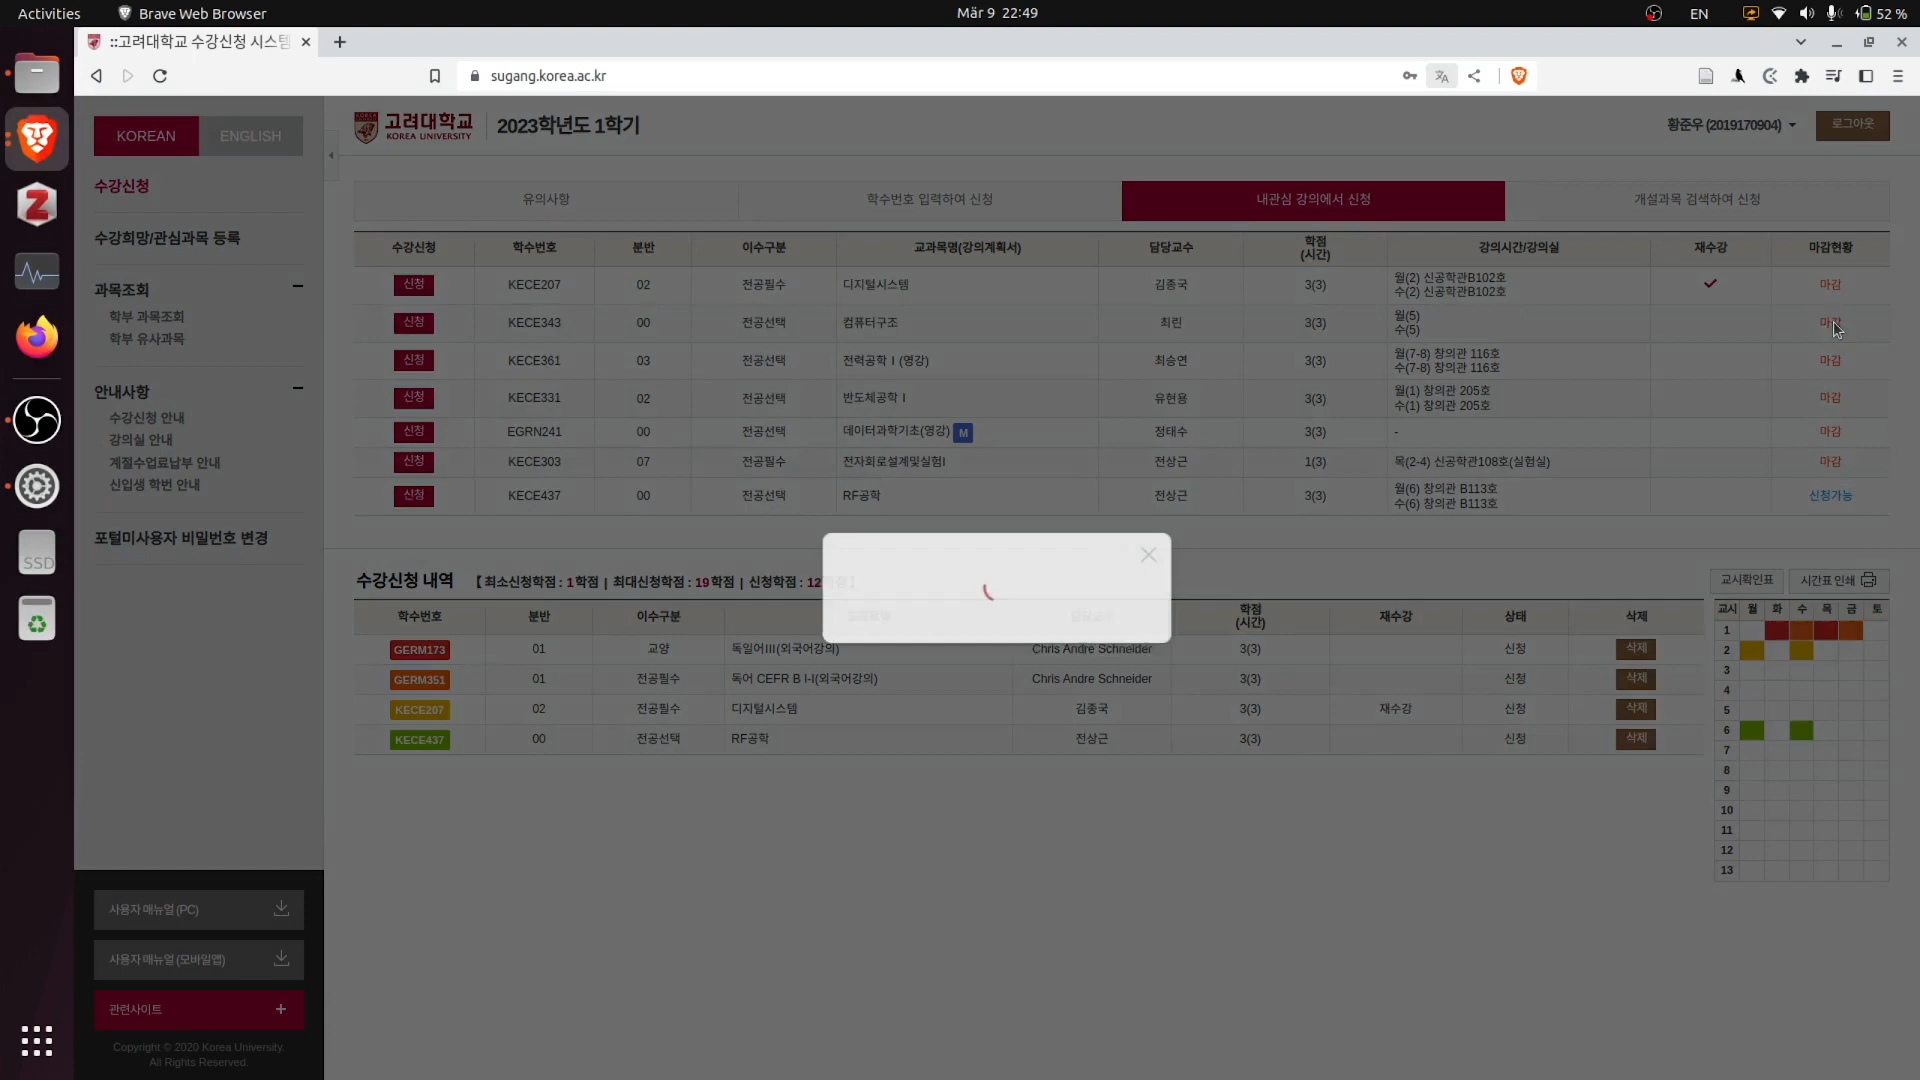 Activities
Brave Web Browser
Mär 9 22:49
EN
52 %
::고려대학교 수강신청 시스템
sugang.korea.ac.kr
KOREAN
ENGLISH
수강신청
수강희망/관심과목 등록
과목조회
학부 과목조회
학부 유사과목
안내사항
수강신청 안내
강의실 안내
계절수업료납부 안내
신입생 학번 안내
포털미사용자 비밀번호 변경
사용자 매뉴얼 (PC)
사용자 매뉴얼 (모바일앱)
관련사이트 +
Copyright © 2020 Korea University.
All Rights Reserved.
SSD
고려대학교
KOREA UNIVERSITY
2023학년도 1학기
황준우 (2019170904)
로그아웃
유의사항
학수번호 입력하여 신청
내관심 강의에서 신청
개설과목 검색하여 신청
수강신청 학수번호 분반 이수구분 교과목명(강의계획서) 담당교수 학점(시간) 강의시간/강의실 재수강 마감현황
신청 KECE207 02 전공필수 디지털시스템 김종국 3(3) 월(2) 신공학관B102호 수(2) 신공학관B102호 마감
신청 KECE343 00 전공선택 컴퓨터구조 최린 3(3) 월(5) 수(5) 마감
신청 KECE361 03 전공선택 전력공학 I (영강) 최승연 3(3) 월(7-8) 창의관 116호 수(7-8) 창의관 116호 마감
신청 KECE331 02 전공선택 반도체공학 I 유현용 3(3) 월(1) 창의관 205호 수(1) 창의관 205호 마감
신청 EGRN241 00 전공선택 데이터과학기초(영강) M 정태수 3(3) - 마감
신청 KECE303 07 전공필수 전자회로설계및실험I 전상근 1(3) 목(2-4) 신공학관108호(실험실) 마감
신청 KECE437 00 전공선택 RF공학 전상근 3(3) 월(6) 창의관 B113호 수(6) 창의관 B113호 신청가능
수강신청 내역 [ 최소신청학점 : 1학점 | 최대신청학점 : 19학점 | 신청학점 : 12학점 ]
교시확인표
시간표 인쇄
학수번호 분반 이수구분 교과목명 담당교수 학점(시간) 재수강 상태 삭제
GERM173 01 교양 독일어III(외국어강의) Chris Andre Schneider 3(3) 신청 삭제
GERM351 01 전공필수 독어 CEFR B I-I(외국어강의) Chris Andre Schneider 3(3) 신청 삭제
KECE207 02 전공필수 디지털시스템 김종국 3(3) 재수강 신청 삭제
KECE437 00 전공선택 RF공학 전상근 3(3) 신청 삭제
교시 월 화 수 목 금 토
1
2
3
4
5
6
7
8
9
10
11
12
13